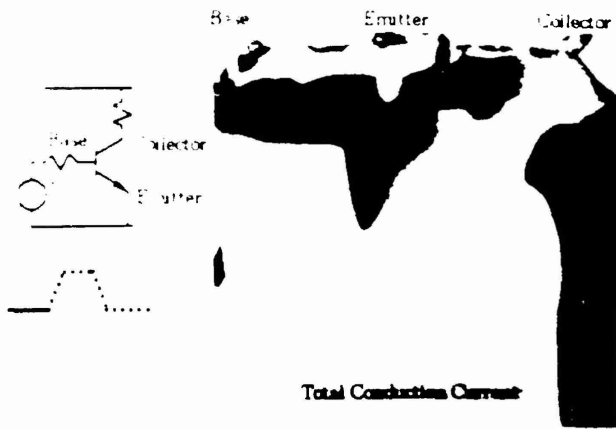 Base Emitter Collector
Base
Collector
Emitter
Total Conduction Current